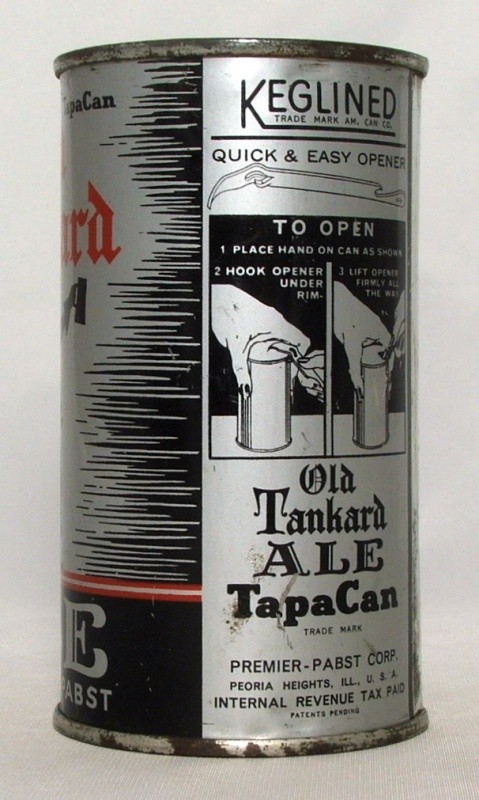 TapaCan
ard
A
E
PABST
KEGLINED
TRADE MARK AM. CAN CO.
QUICK & EASY OPENER
TO OPEN
1 PLACE HAND ON CAN AS SHOWN
2 HOOK OPENER
UNDER
RIM-
3 LIFT OPENER
FIRMLY ALL
THE WAY
Old
Tankard
ALE
TapaCan
TRADE MARK
PREMIER-PABST CORP.
PEORIA HEIGHTS, ILL., U. S. A.
INTERNAL REVENUE TAX PAID
PATENTS PENDING